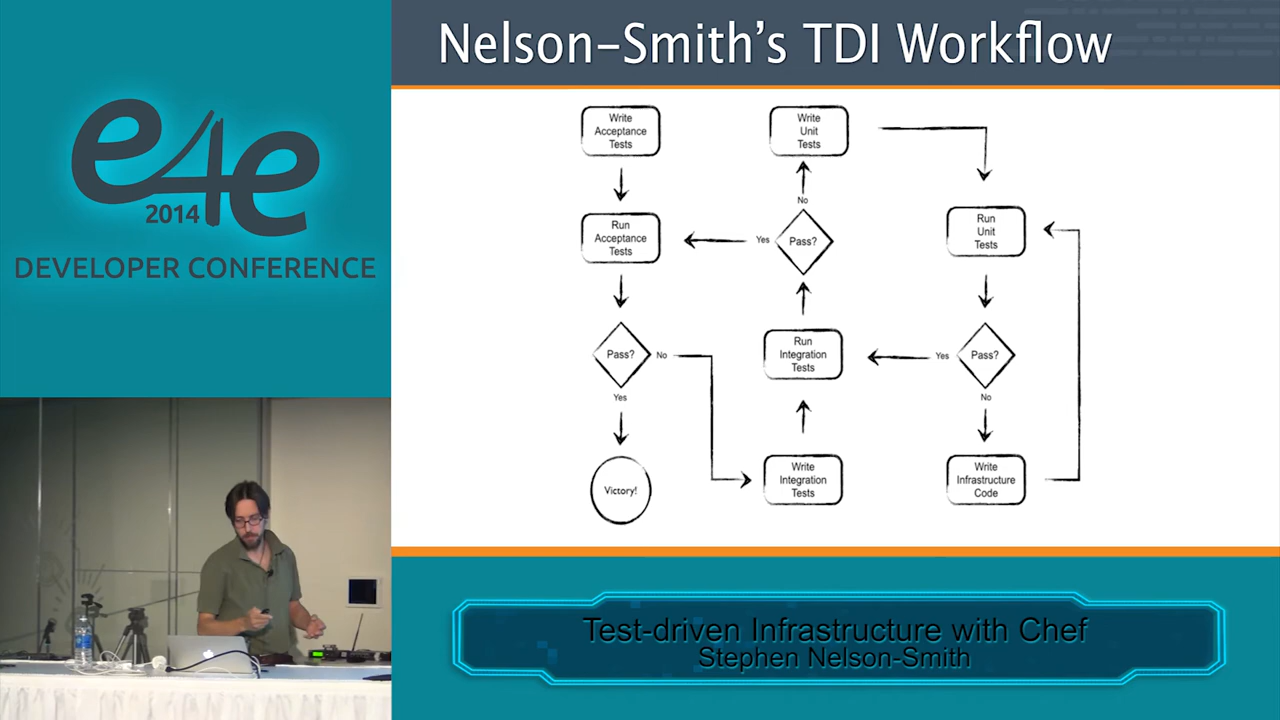 Nelson-Smith's TDI Workflow
e4e
2014
DEVELOPER CONFERENCE
Write
Acceptance
Tests
Run
Acceptance
Tests
Pass?
No
Yes
Victory!
Write
Unit
Tests
No
Pass?
Yes
Run
Integration
Tests
Write
Integration
Tests
Run
Unit
Tests
Pass?
Yes
No
Write
Infrastructure
Code
Test-driven Infrastructure with Chef
Stephen Nelson-Smith